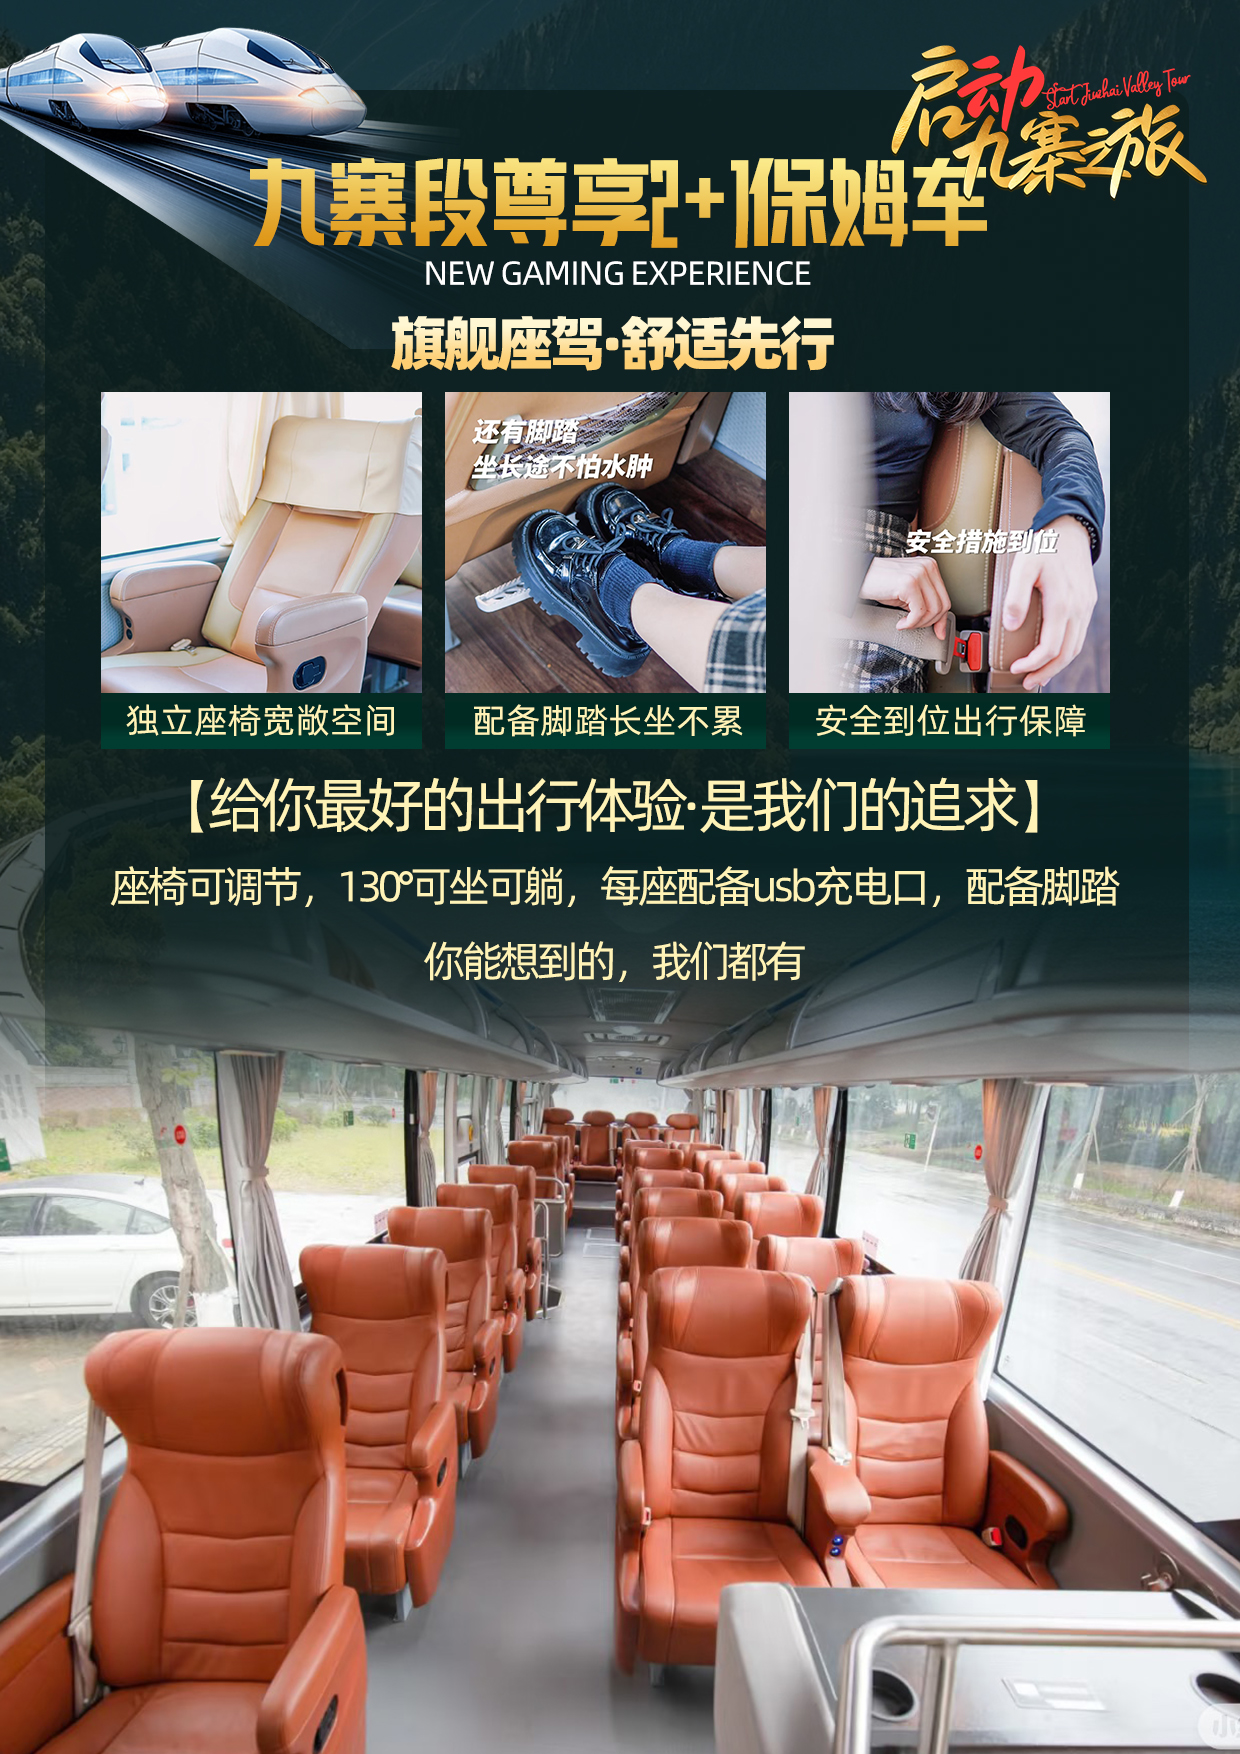 启动
Start Jiuzhai Valley Tour
九寨之旅
九寨段尊享2+1保姆车
NEW GAMING EXPERIENCE
旗舰座驾·舒适先行
还有脚踏
坐长途不怕水肿
安全措施到位
独立座椅宽敞空间
配备脚踏长坐不累
安全到位出行保障
【给你最好的出行体验·是我们的追求】
座椅可调节，130°可坐可躺，每座配备usb充电口，配备脚踏
你能想到的，我们都有